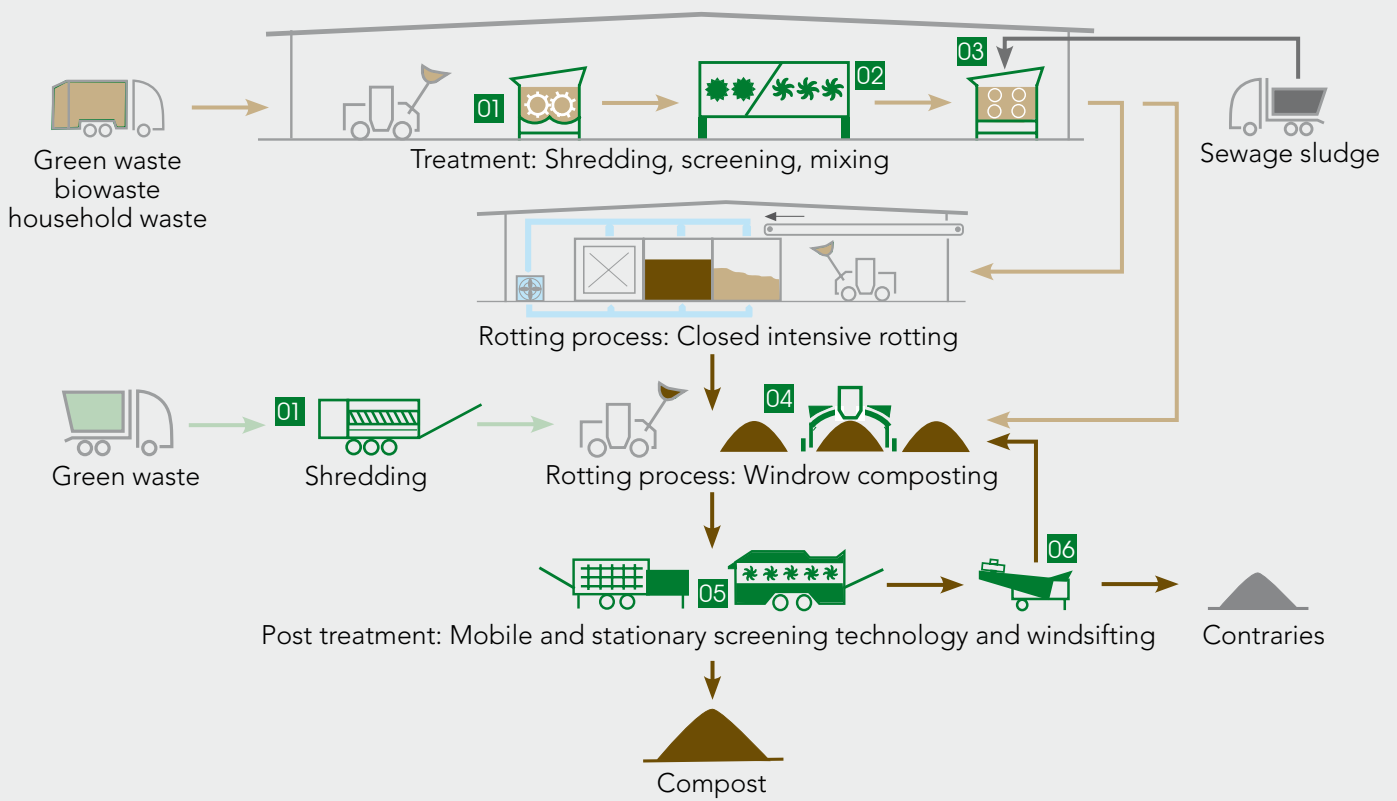 03
02
01
Green waste
biowaste
household waste
Treatment: Shredding, screening, mixing
Sewage sludge
Rotting process: Closed intensive rotting
01
04
Green waste
Shredding
Rotting process: Windrow composting
06
05
Post treatment: Mobile and stationary screening technology and windsifting
Contraries
Compost